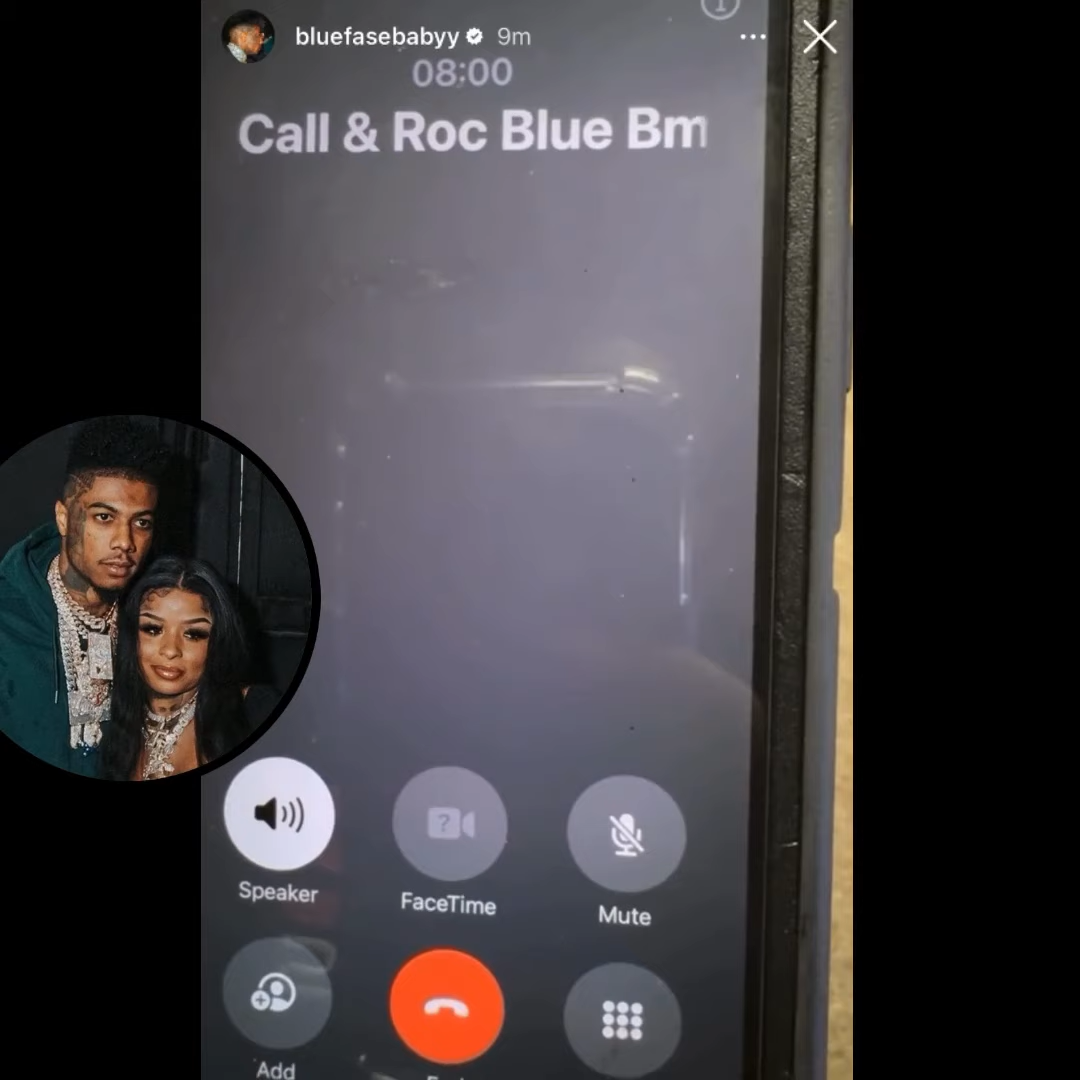 bluefasebabyy 9m
08:00
Call & Roc Blue Bm
Speaker
FaceTime
Mute
Add